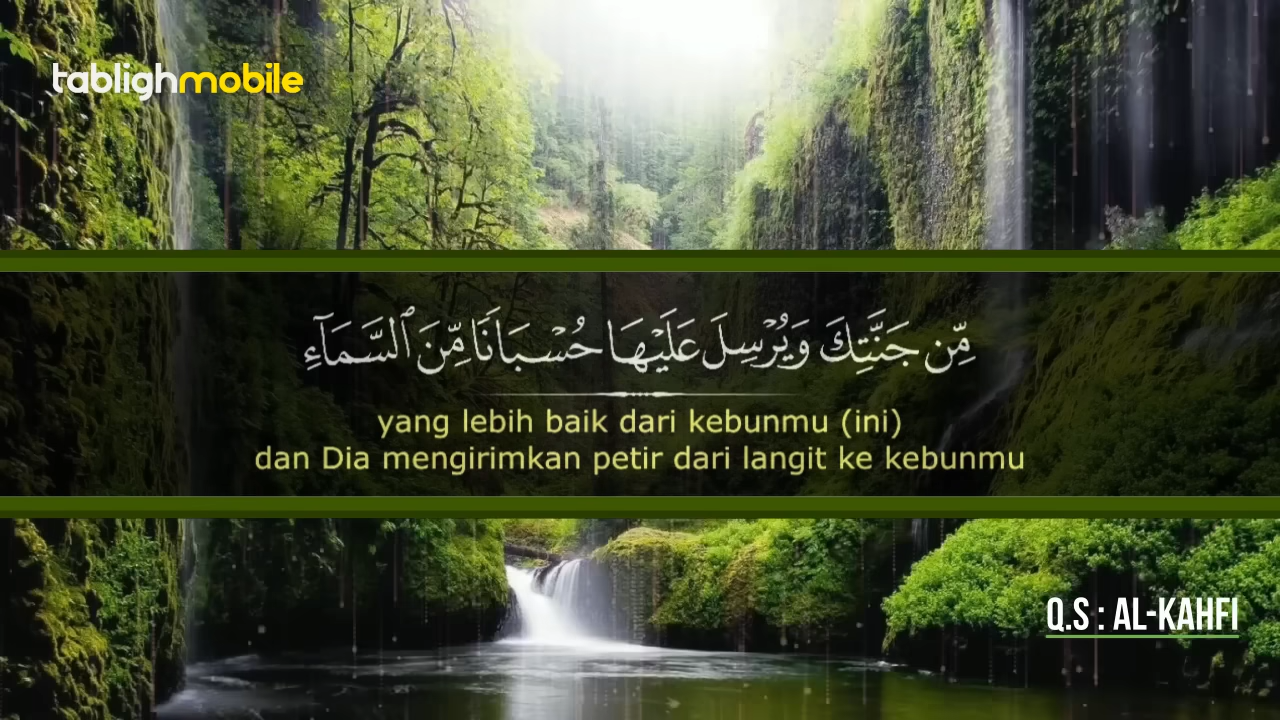 tablighmobile
مِّن جَنَّتِكَ وَيُرْسِلَ عَلَيْهَا حُسْبَانَا مِّنَ ٱلسَّمَآءِ
yang lebih baik dari kebunmu (ini)
dan Dia mengirimkan petir dari langit ke kebunmu
Q.S : AL-KAHFI